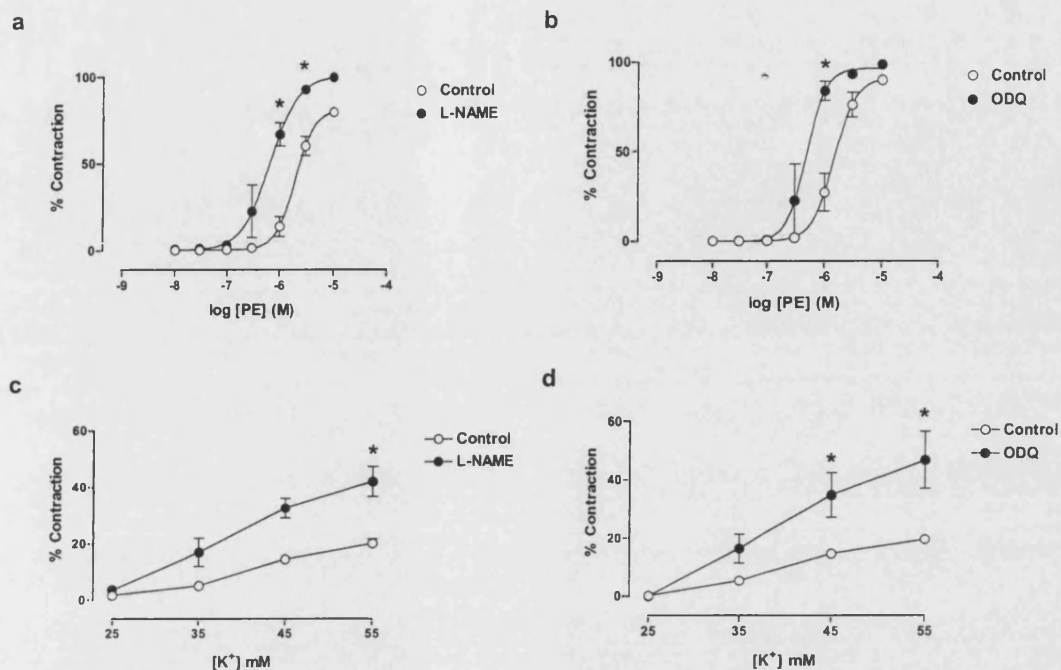 a
% Contraction
100
50
0
* *
Control
L-NAME
-9 -8 -7 -6 -5 -4
log [PE] (M)
b
% Contraction
100
50
0
*
Control
ODQ
-9 -8 -7 -6 -5 -4
log [PE] (M)
c
% Contraction
60
40
20
0
*
Control
L-NAME
25 35 45 55
[K⁺] mM
d
% Contraction
60
40
20
0
* *
Control
ODQ
25 35 45 55
[K⁺] mM